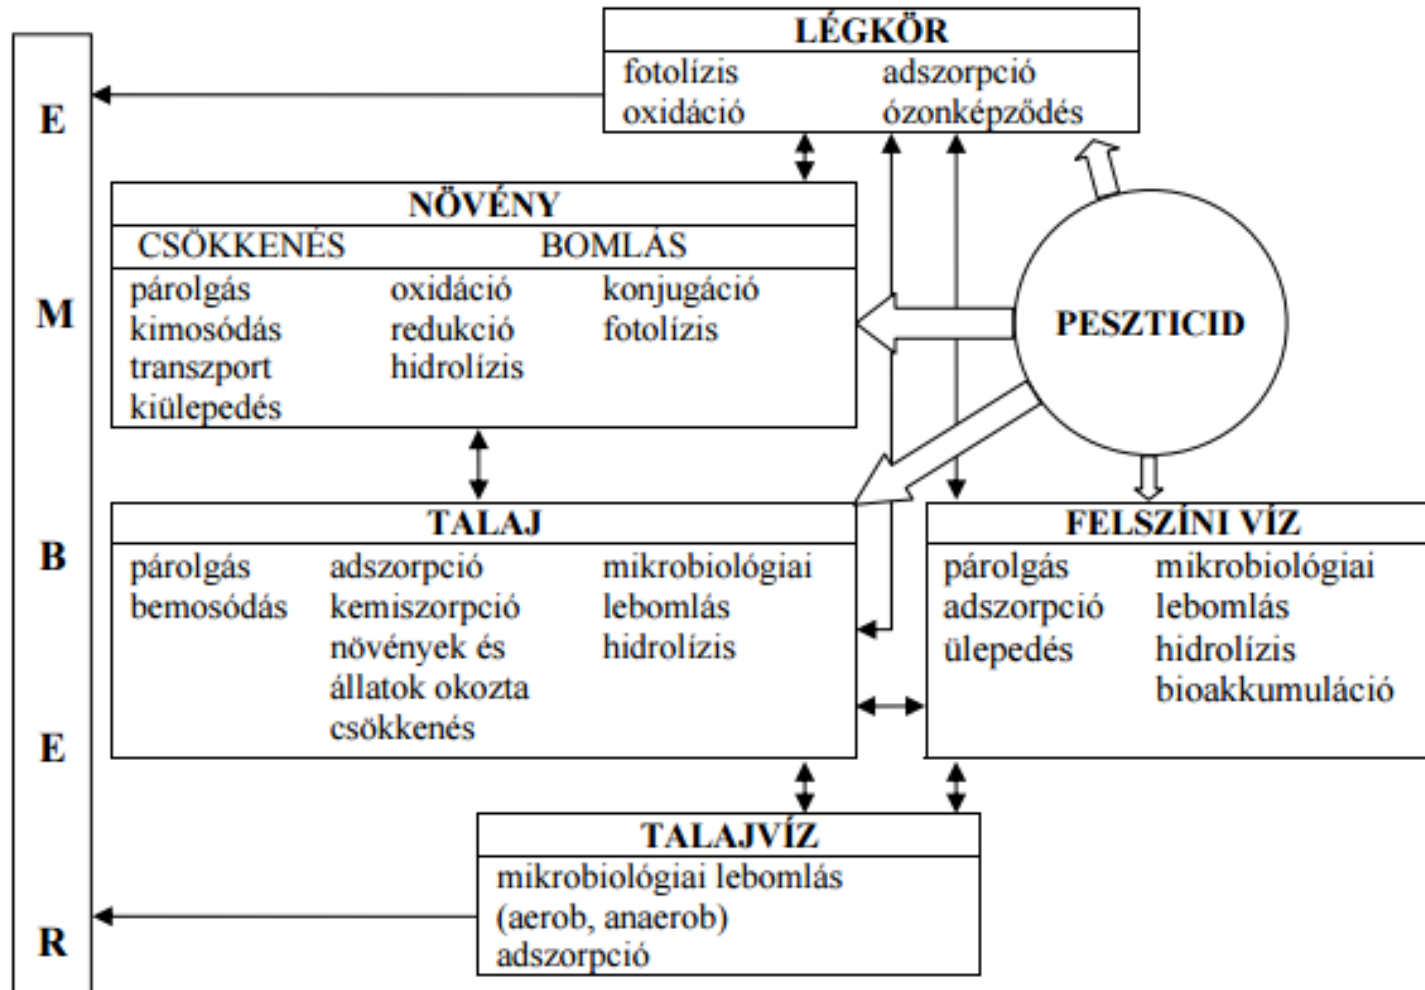 LÉGKÖR
fotolízis adszorpció
oxidáció ózonképződés
E
M
B
E
R
NÖVÉNY
CSÖKKENÉS BOMLÁS
párolgás oxidáció konjugáció
kimosódás redukció fotolízis
transzport hidrolízis
kiülepedés
PESZTICID
TALAJ
párolgás adszorpció mikrobiológiai
bemosódás kemiszorpció lebomlás
növények és hidrolízis
állatok okozta
csökkenés
FELSZÍNI VÍZ
párolgás mikrobiológiai
adszorpció lebomlás
ülepedés hidrolízis
bioakkumuláció
TALAJVÍZ
mikrobiológiai lebomlás
(aerob, anaerob)
adszorpció